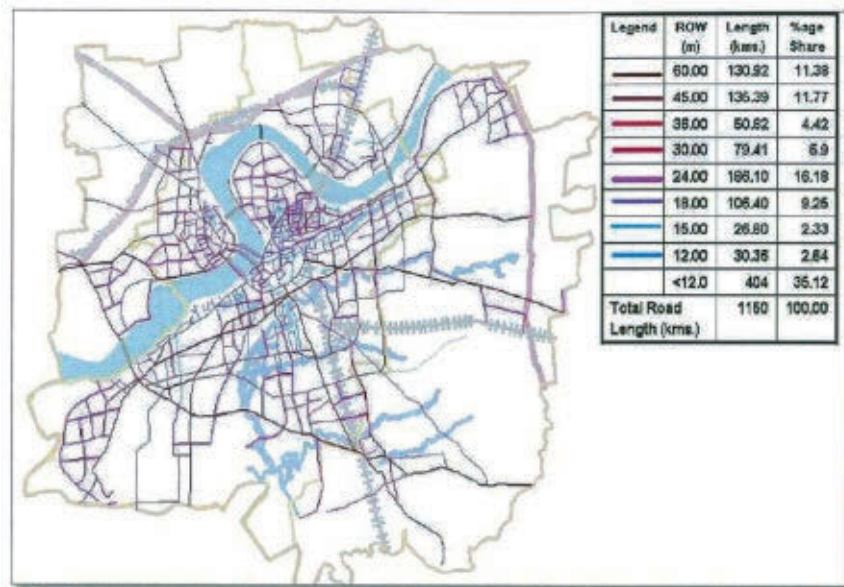 Legend ROW (m) Length (kms.) %age Share
60.00 130.92 11.38
45.00 135.39 11.77
36.00 50.82 4.42
30.00 79.41 6.9
24.00 186.10 16.18
18.00 106.40 9.25
15.00 26.80 2.33
12.00 30.36 2.64
<12.0 404 35.12
Total Road Length (kms.) 1150 100.00